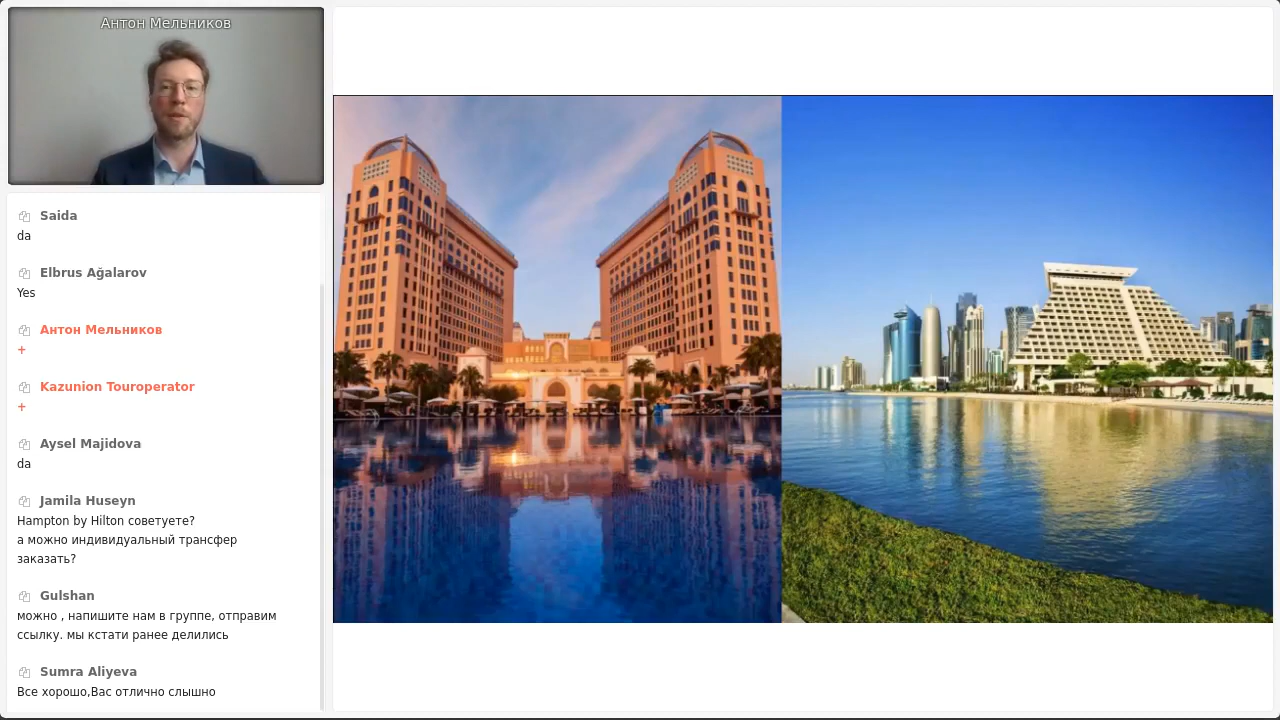 Антон Мельников
Saida
da
Elbrus Ağalarov
Yes
Антон Мельников
+
Kazunion Touroperator
+
Aysel Majidova
da
Jamila Huseyn
Hampton by Hilton советуете?
а можно индивидуальный трансфер
заказать?
Gulshan
можно , напишите нам в группе, отправим
ссылку. мы кстати ранее делились
Sumra Aliyeva
Все хорошо,Вас отлично слышно